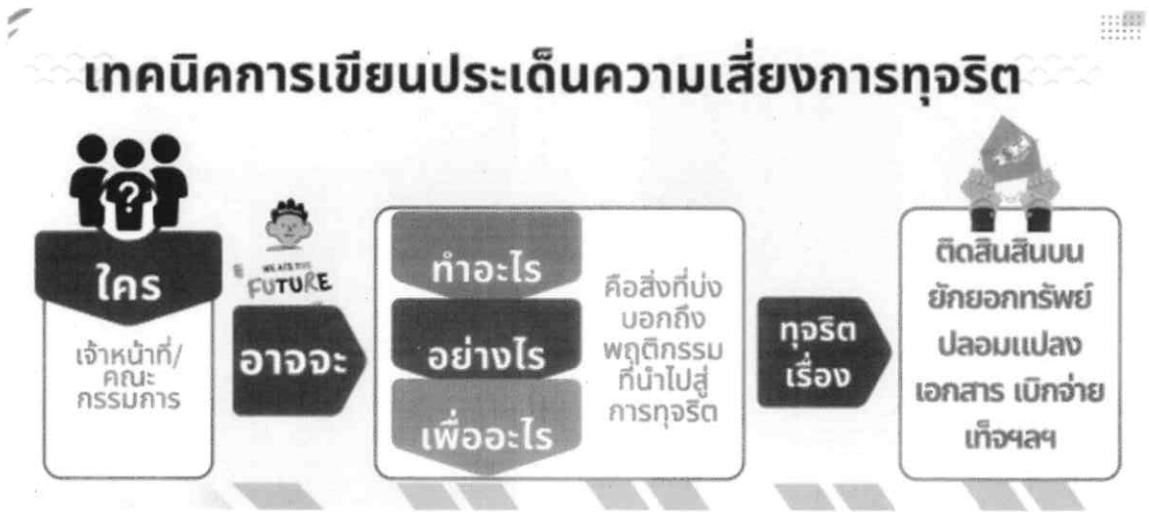 เทคนิคการเขียนประเด็นความเสี่ยงการทุจริต
?
ใคร
เจ้าหน้าที่/
คณะ
กรรมการ
WE ARE THE
FUTURE
อาจจะ
ทำอะไร
อย่างไร
เพื่ออะไร
คือสิ่งที่บ่ง
บอกถึง
พฤติกรรม
ที่นำไปสู่
การทุจริต
ทุจริต
เรื่อง
ติดสินสินบน
ยักยอกทรัพย์
ปลอมแปลง
เอกสาร เบิกจ่าย
เท็จฯลฯ